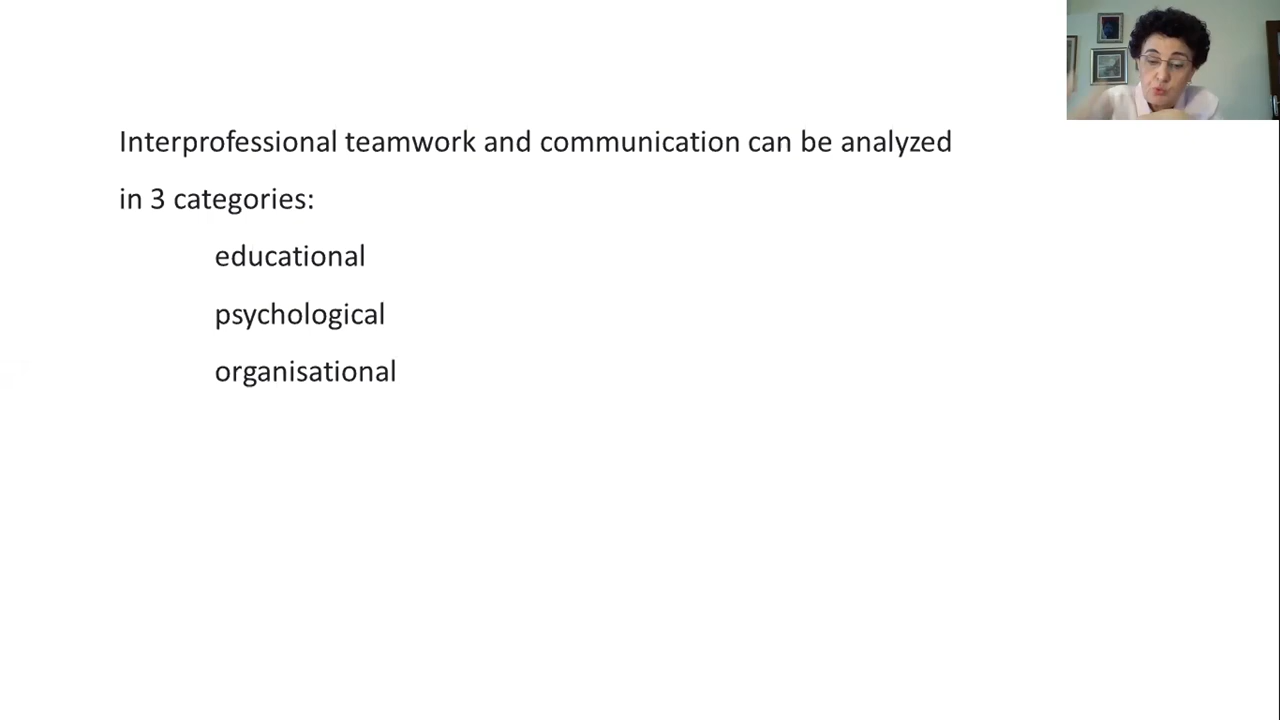 Interprofessional teamwork and communication can be analyzed
in 3 categories:
educational
psychological
organisational